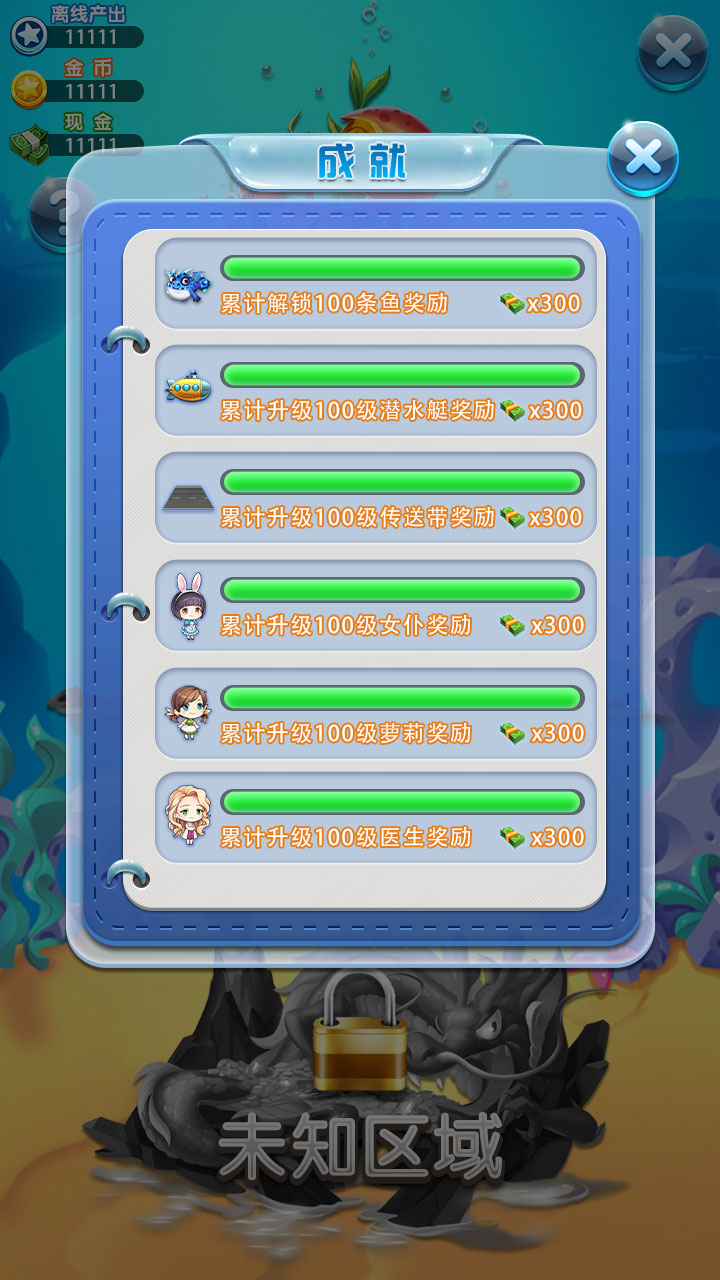 离线产出
11111
金币
11111
现金
11111
?
成就
累计解锁100条鱼奖励 x300
累计升级100级潜水艇奖励 x300
累计升级100级传送带奖励 x300
累计升级100级女仆奖励 x300
累计升级100级萝莉奖励 x300
累计升级100级医生奖励 x300
未知区域